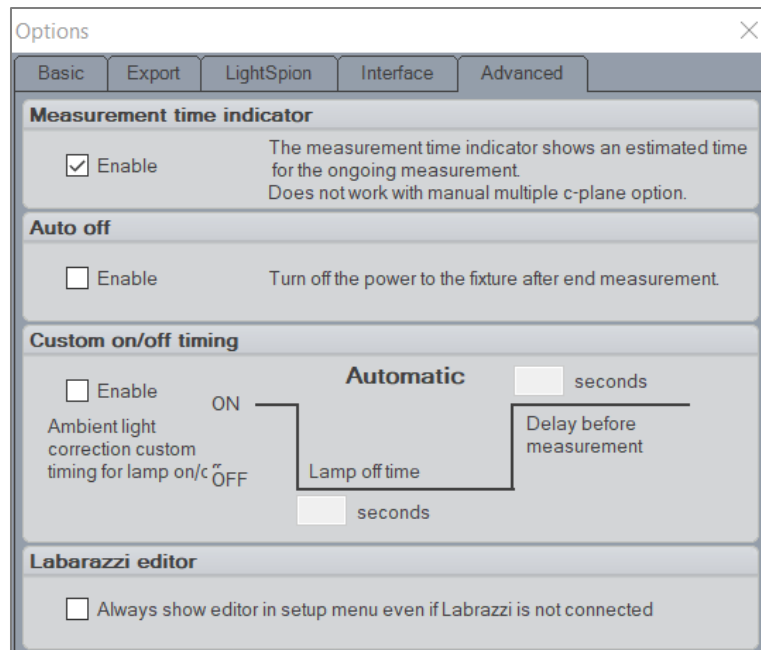 Options
Basic Export LightSpion Interface Advanced
Measurement time indicator
Enable
The measurement time indicator shows an estimated time
for the ongoing measurement.
Does not work with manual multiple c-plane option.
Auto off
Enable
Turn off the power to the fixture after end measurement.
Custom on/off timing
Enable
Ambient light
correction custom
timing for lamp on/
ON
OFF
Automatic
Lamp off time
seconds
seconds
Delay before
measurement
Labarazzi editor
Always show editor in setup menu even if Labrazzi is not connected